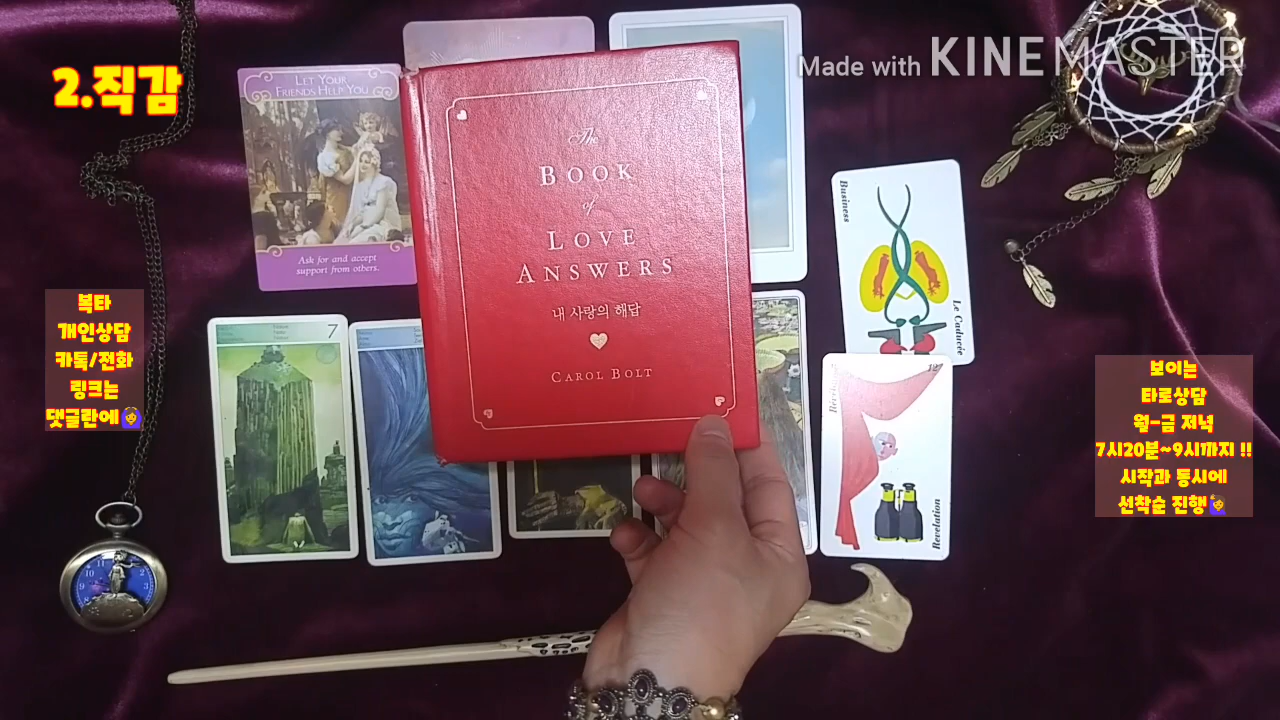 2.직감
Made with KINEMASTER
LET YOUR
FRIENDS HELP YOU
Ask for and accept
support from others.
The
BOOK
of
LOVE
ANSWERS
내 사랑의 해답
CAROL BOLT
Business
Le Caducée
복타
개인상담
카톡/전화
링크는
댓글란에🙆‍♀️
7
12
Revelation
보이는
타로상담
월-금 저녁
7시20분~9시까지 !!
시작과 동시에
선착순 진행🙋‍♀️